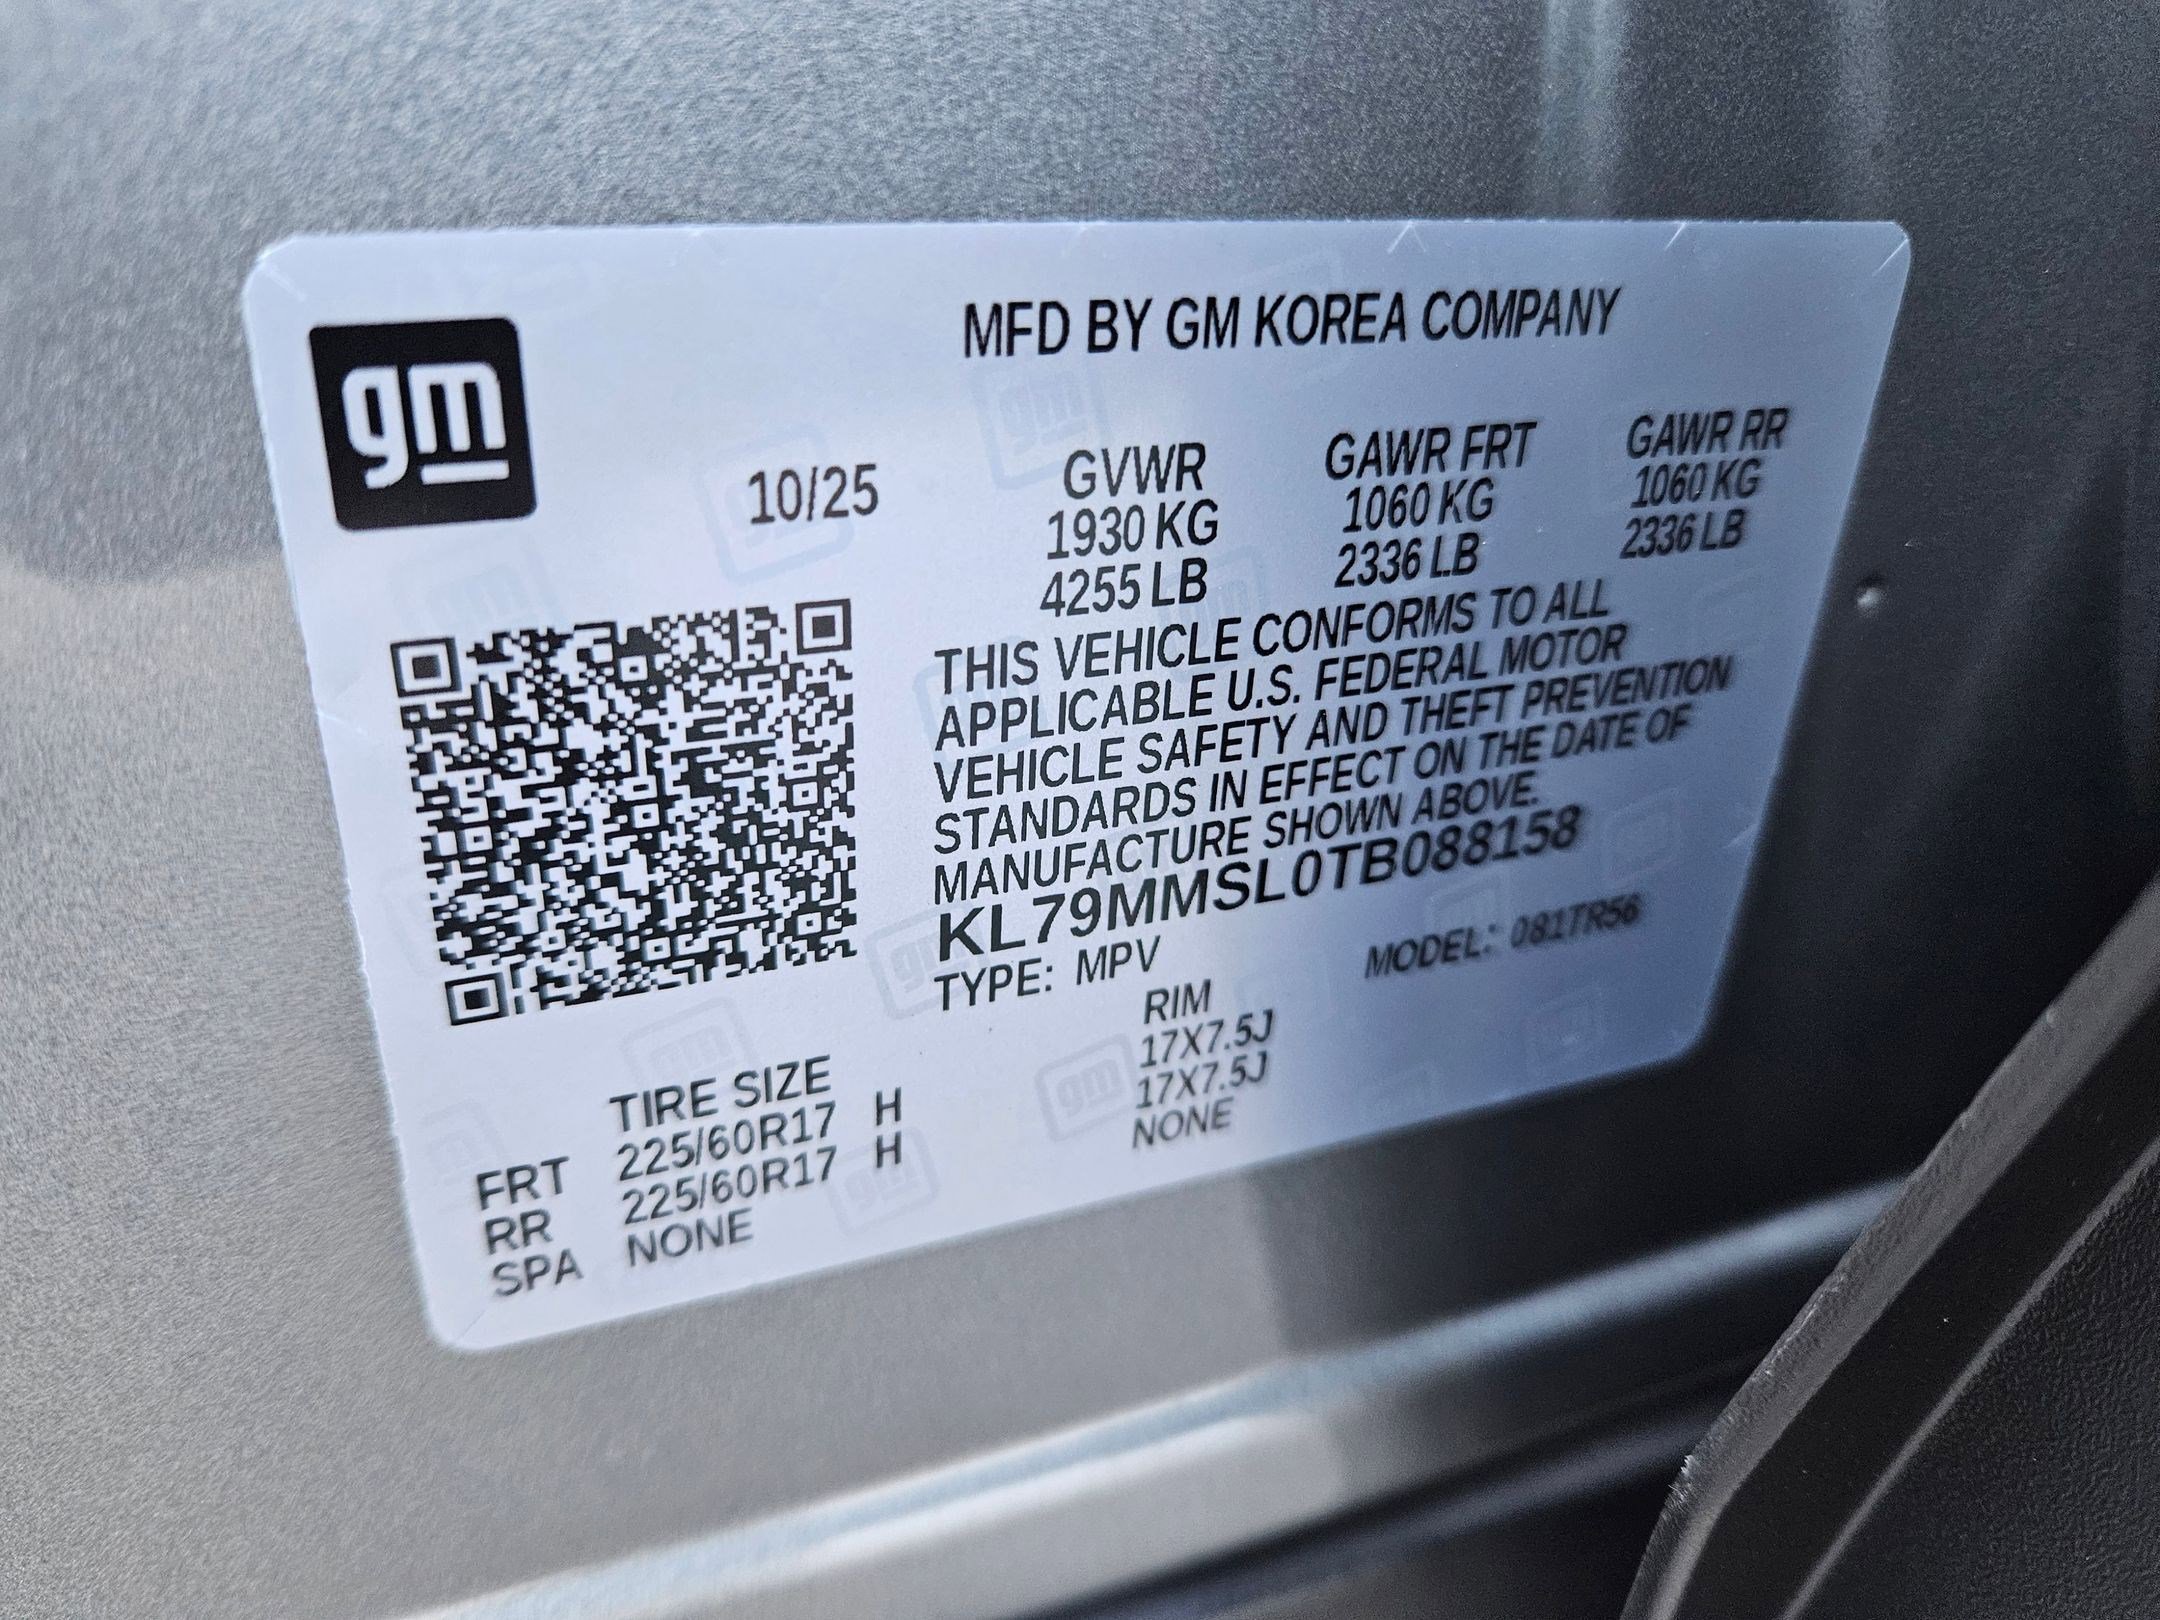 gm
MFD BY GM KOREA COMPANY
10/25
GVWR GAWR FRT GAWR RR
1930 KG 1060 KG 1060 KG
4255 LB 2336 LB 2336 LB
THIS VEHICLE CONFORMS TO ALL
APPLICABLE U.S. FEDERAL MOTOR
VEHICLE SAFETY AND THEFT PREVENTION
STANDARDS IN EFFECT ON THE DATE OF
MANUFACTURE SHOWN ABOVE.
KL79MMSL0TB088158
TYPE: MPV MODEL: 081TR56
TIRE SIZE RIM
FRT 225/60R17 H 17X7.5J
RR 225/60R17 H 17X7.5J
SPA NONE NONE